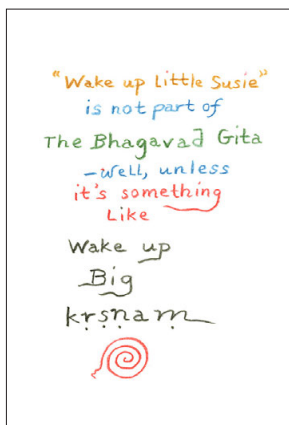 "Wake up Little Susie"
is not part of
The Bhagavad Gita
–well, unless
it's something
Like
Wake up
Big
kṛṣṇaṃ